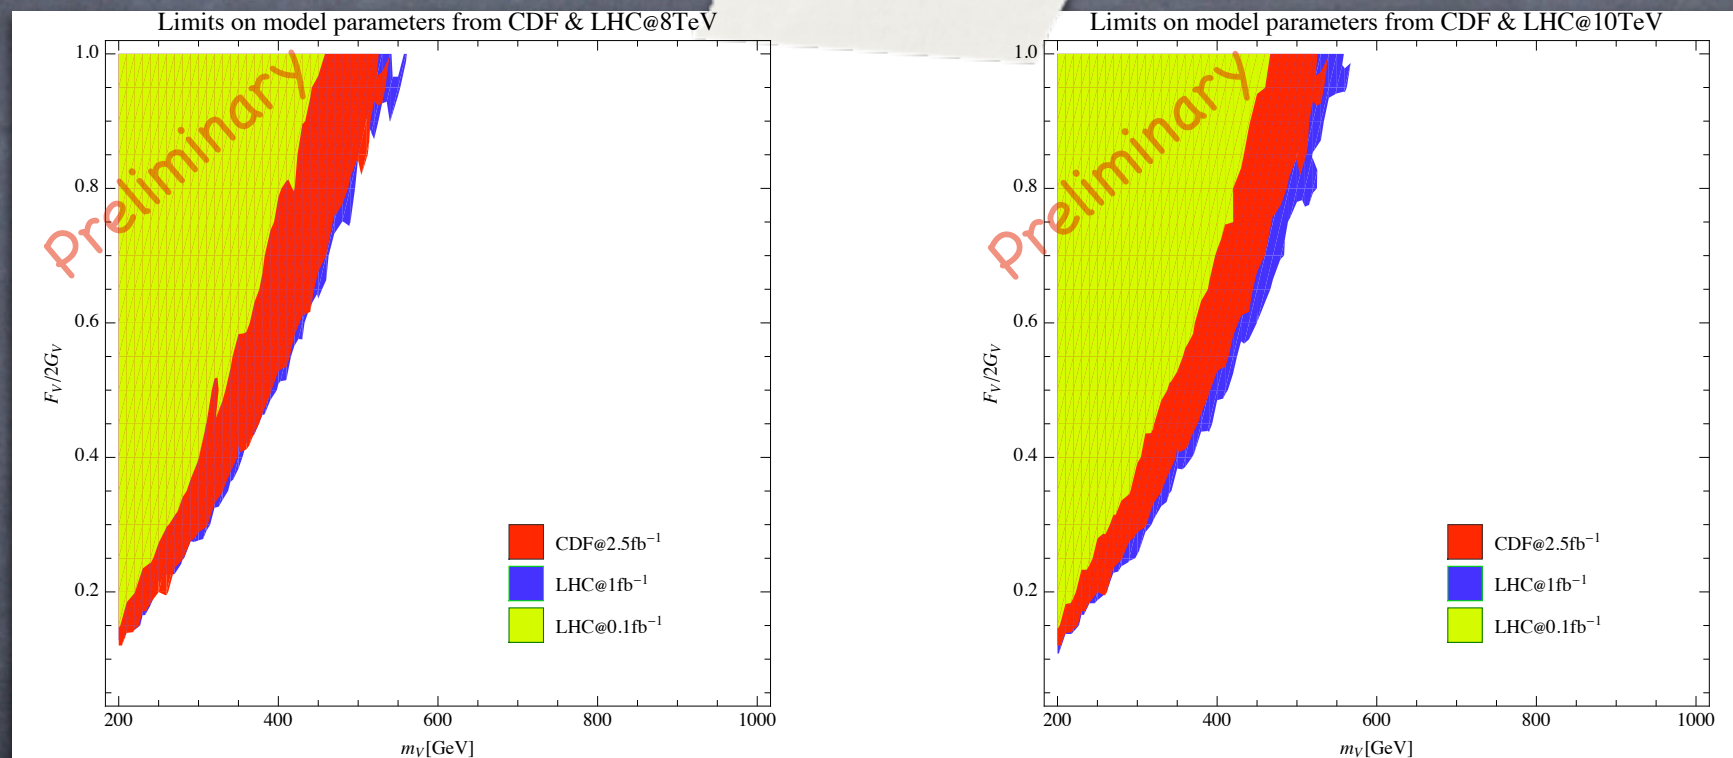 Limits on model parameters from CDF & LHC@8TeV
1.0
0.8
0.6
0.4
0.2
F_V/2G_V
Preliminary
CDF@2.5fb⁻¹
LHC@1fb⁻¹
LHC@0.1fb⁻¹
200 400 600 800 1000
m_V[GeV]
Limits on model parameters from CDF & LHC@10TeV
1.0
0.8
0.6
0.4
0.2
F_V/2G_V
Preliminary
CDF@2.5fb⁻¹
LHC@1fb⁻¹
LHC@0.1fb⁻¹
200 400 600 800 1000
m_V[GeV]